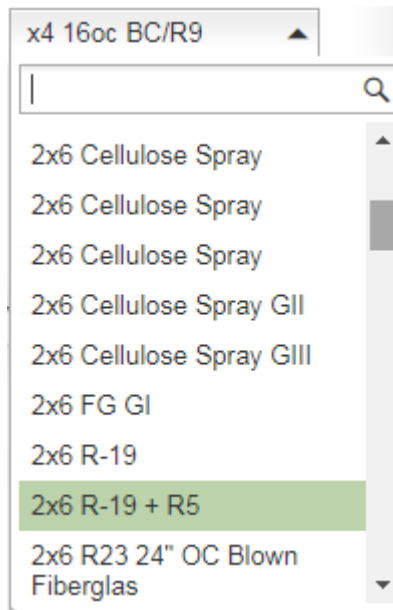 x4 16oc BC/R9
2x6 Cellulose Spray
2x6 Cellulose Spray
2x6 Cellulose Spray
2x6 Cellulose Spray GII
2x6 Cellulose Spray GIII
2x6 FG GI
2x6 R-19
2x6 R-19 + R5
2x6 R23 24" OC Blown
Fiberglas